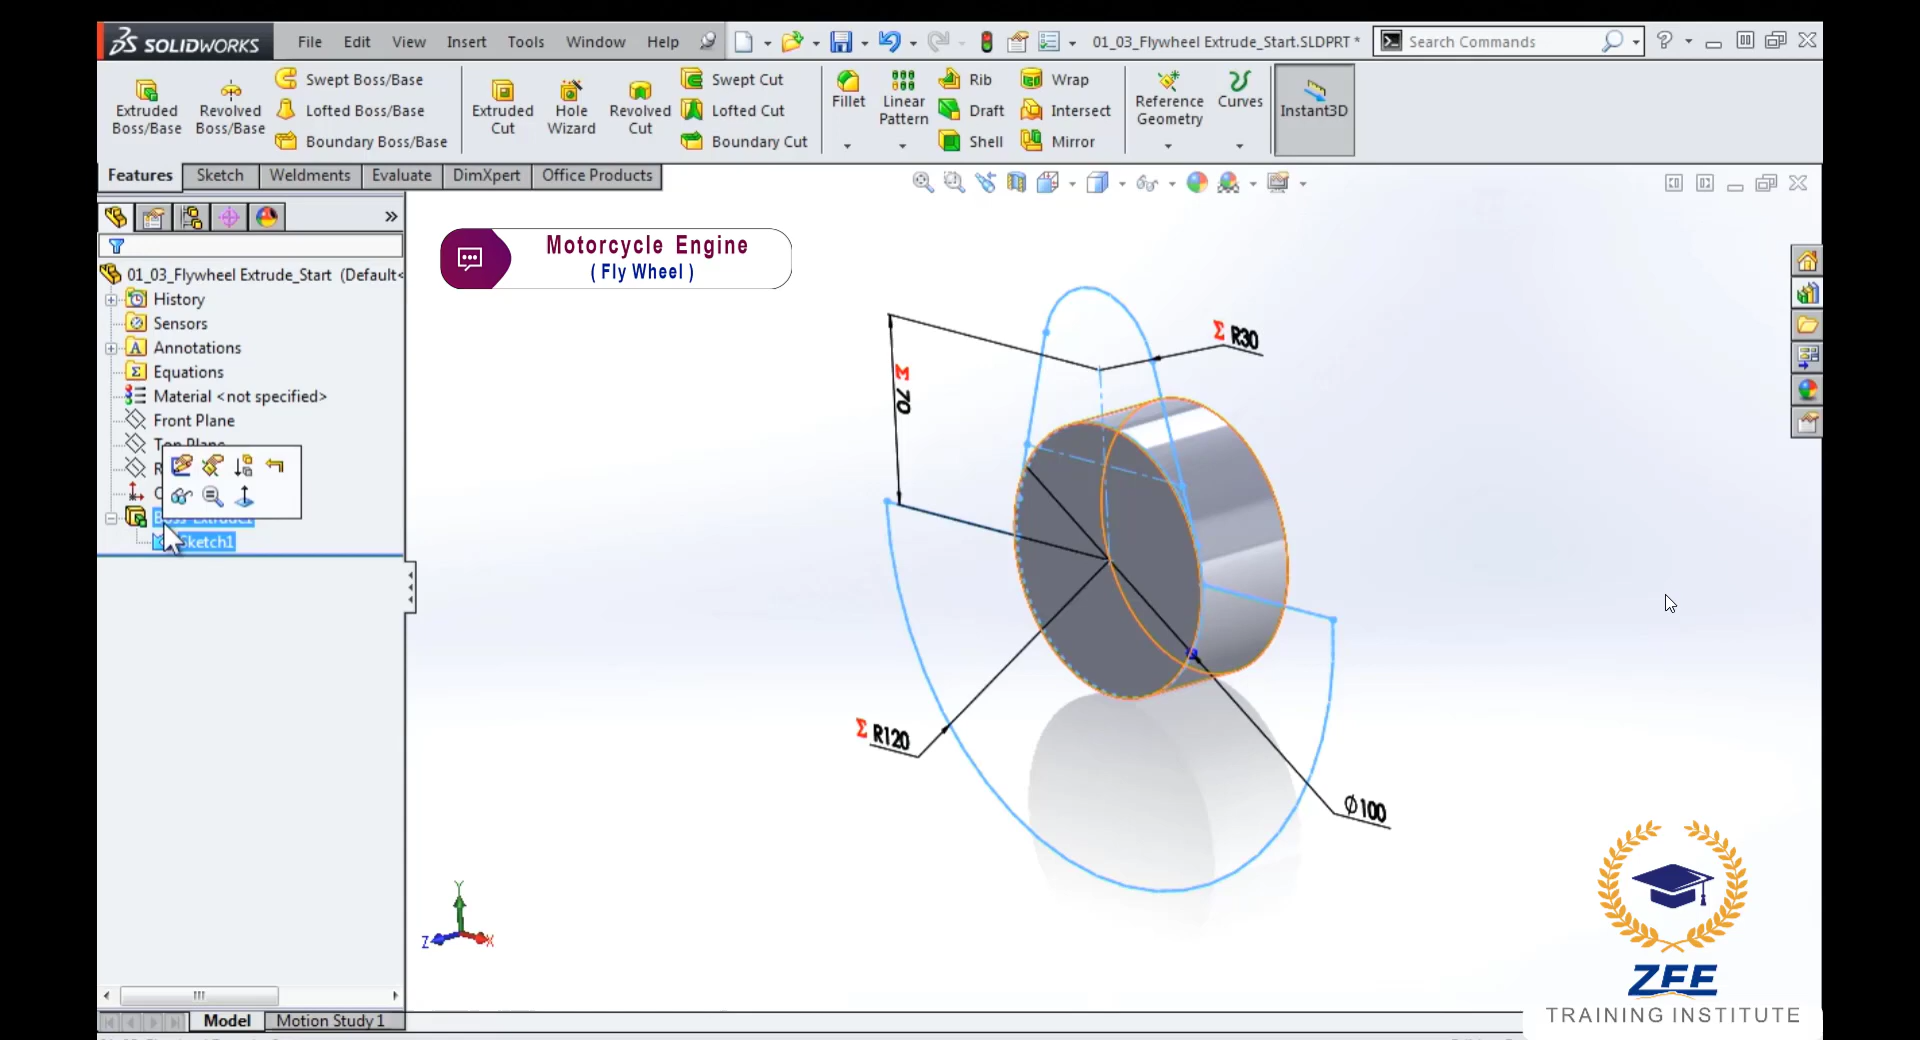 SOLIDWORKS
File Edit View Insert Tools Window Help
01_03_Flywheel Extrude_Start.SLDPRT *
Search Commands
Extruded Boss/Base
Revolved Boss/Base
Swept Boss/Base
Lofted Boss/Base
Boundary Boss/Base
Extruded Cut
Hole Wizard
Revolved Cut
Swept Cut
Lofted Cut
Boundary Cut
Fillet
Linear Pattern
Rib
Draft
Shell
Wrap
Intersect
Mirror
Reference Geometry
Curves
Instant3D
Features Sketch Weldments Evaluate DimXpert Office Products
01_03_Flywheel Extrude_Start (Default<
History
Sensors
Annotations
Equations
Material <not specified>
Front Plane
Top Plane
Sketch1
Motorcycle Engine
( Fly Wheel )
Σ R30
Σ 70
Σ R120
Ø100
Y
Z
X
Model
Motion Study 1
ZFE
TRAINING INSTITUTE